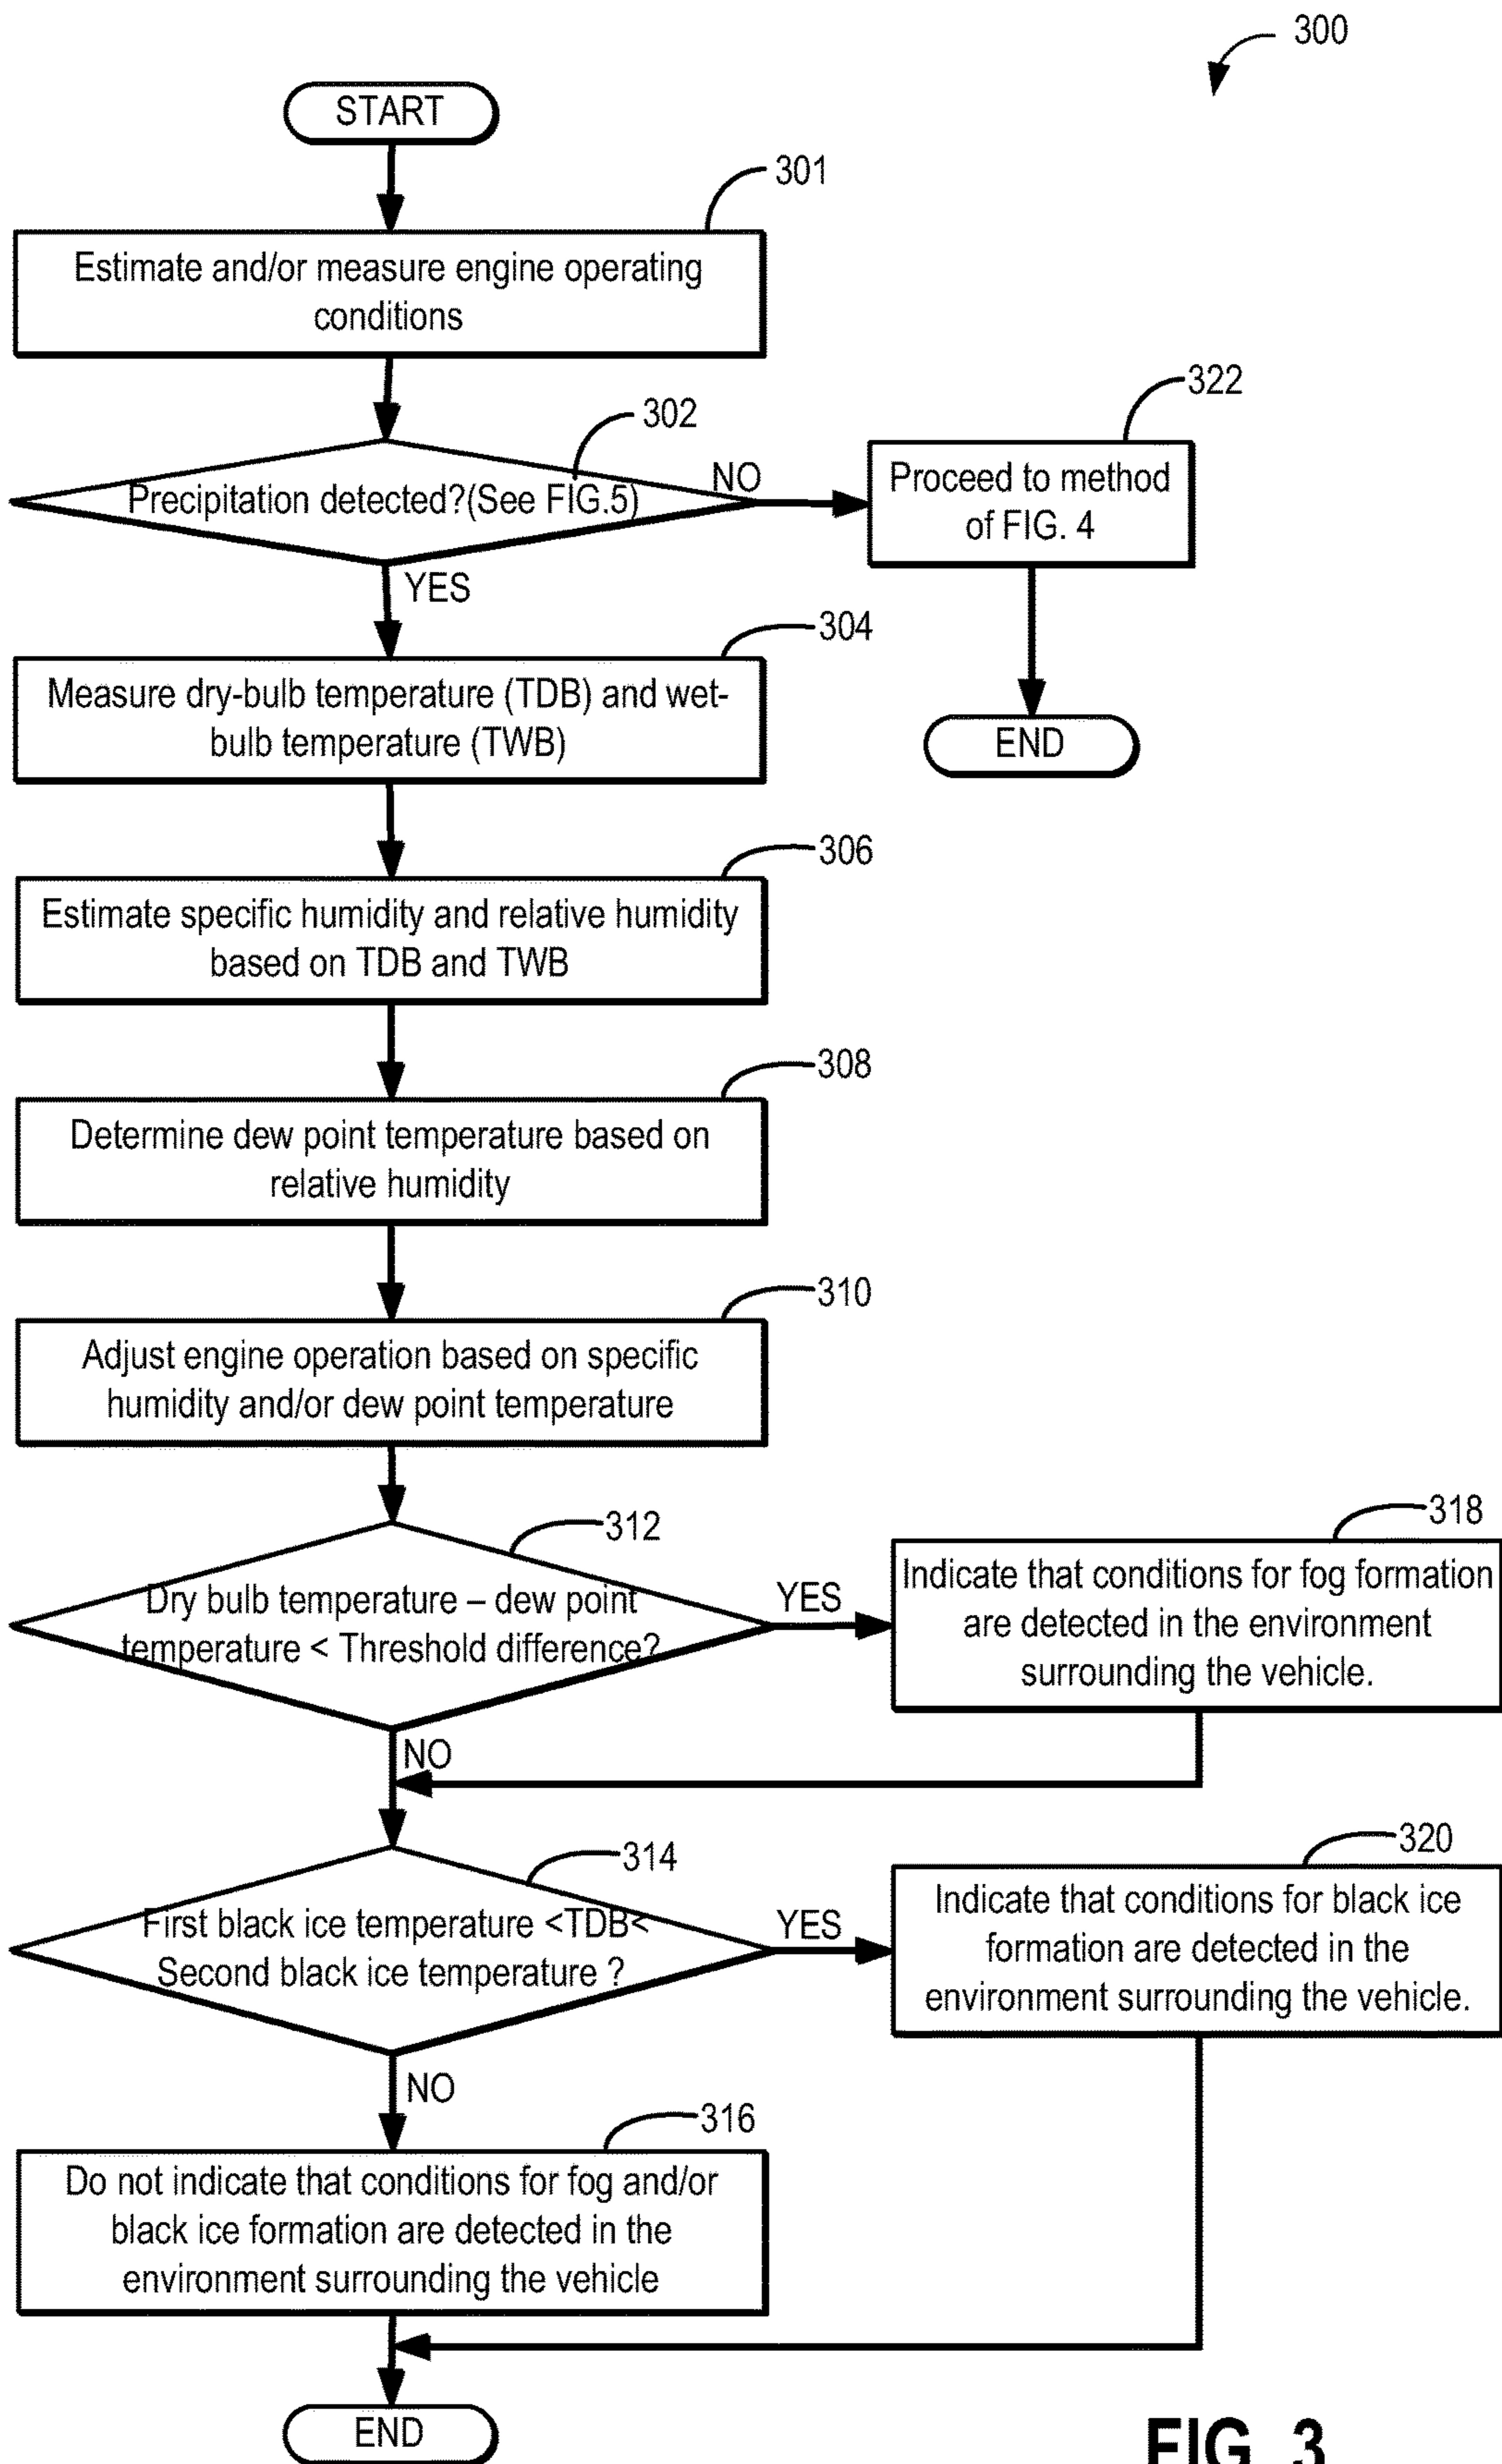 300
START
301
Estimate and/or measure engine operating
conditions
302
Precipitation detected?(See FIG.5)
NO
322
Proceed to method
of FIG. 4
END
YES
304
Measure dry-bulb temperature (TDB) and wet-
bulb temperature (TWB)
306
Estimate specific humidity and relative humidity
based on TDB and TWB
308
Determine dew point temperature based on
relative humidity
310
Adjust engine operation based on specific
humidity and/or dew point temperature
312
Dry bulb temperature – dew point
temperature < Threshold difference?
YES
318
Indicate that conditions for fog formation
are detected in the environment
surrounding the vehicle.
NO
314
First black ice temperature <TDB<
Second black ice temperature ?
YES
320
Indicate that conditions for black ice
formation are detected in the
environment surrounding the vehicle.
NO
316
Do not indicate that conditions for fog and/or
black ice formation are detected in the
environment surrounding the vehicle
END
FIG. 3